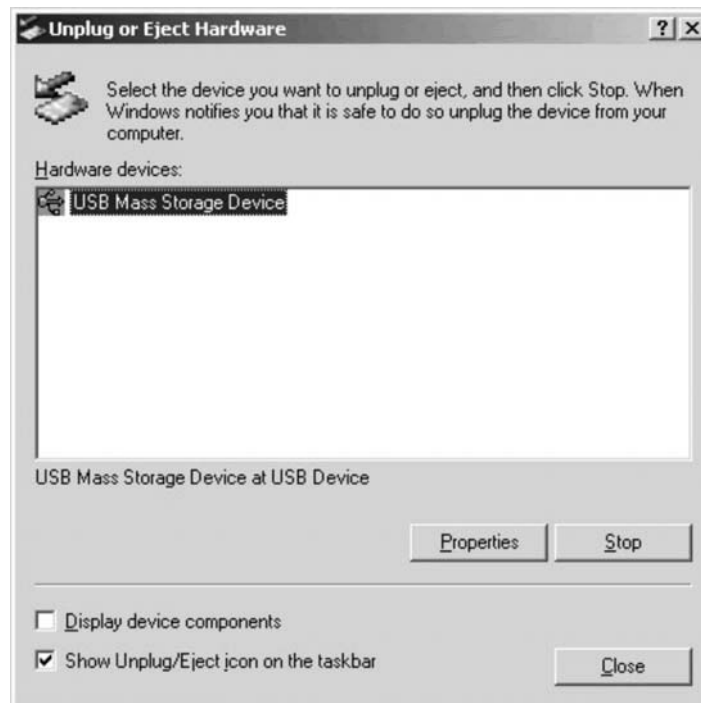 Unplug or Eject Hardware
Select the device you want to unplug or eject, and then click Stop. When
Windows notifies you that it is safe to do so unplug the device from your
computer.
Hardware devices:
USB Mass Storage Device
USB Mass Storage Device at USB Device
Properties
Stop
Display device components
Show Unplug/Eject icon on the taskbar
Close